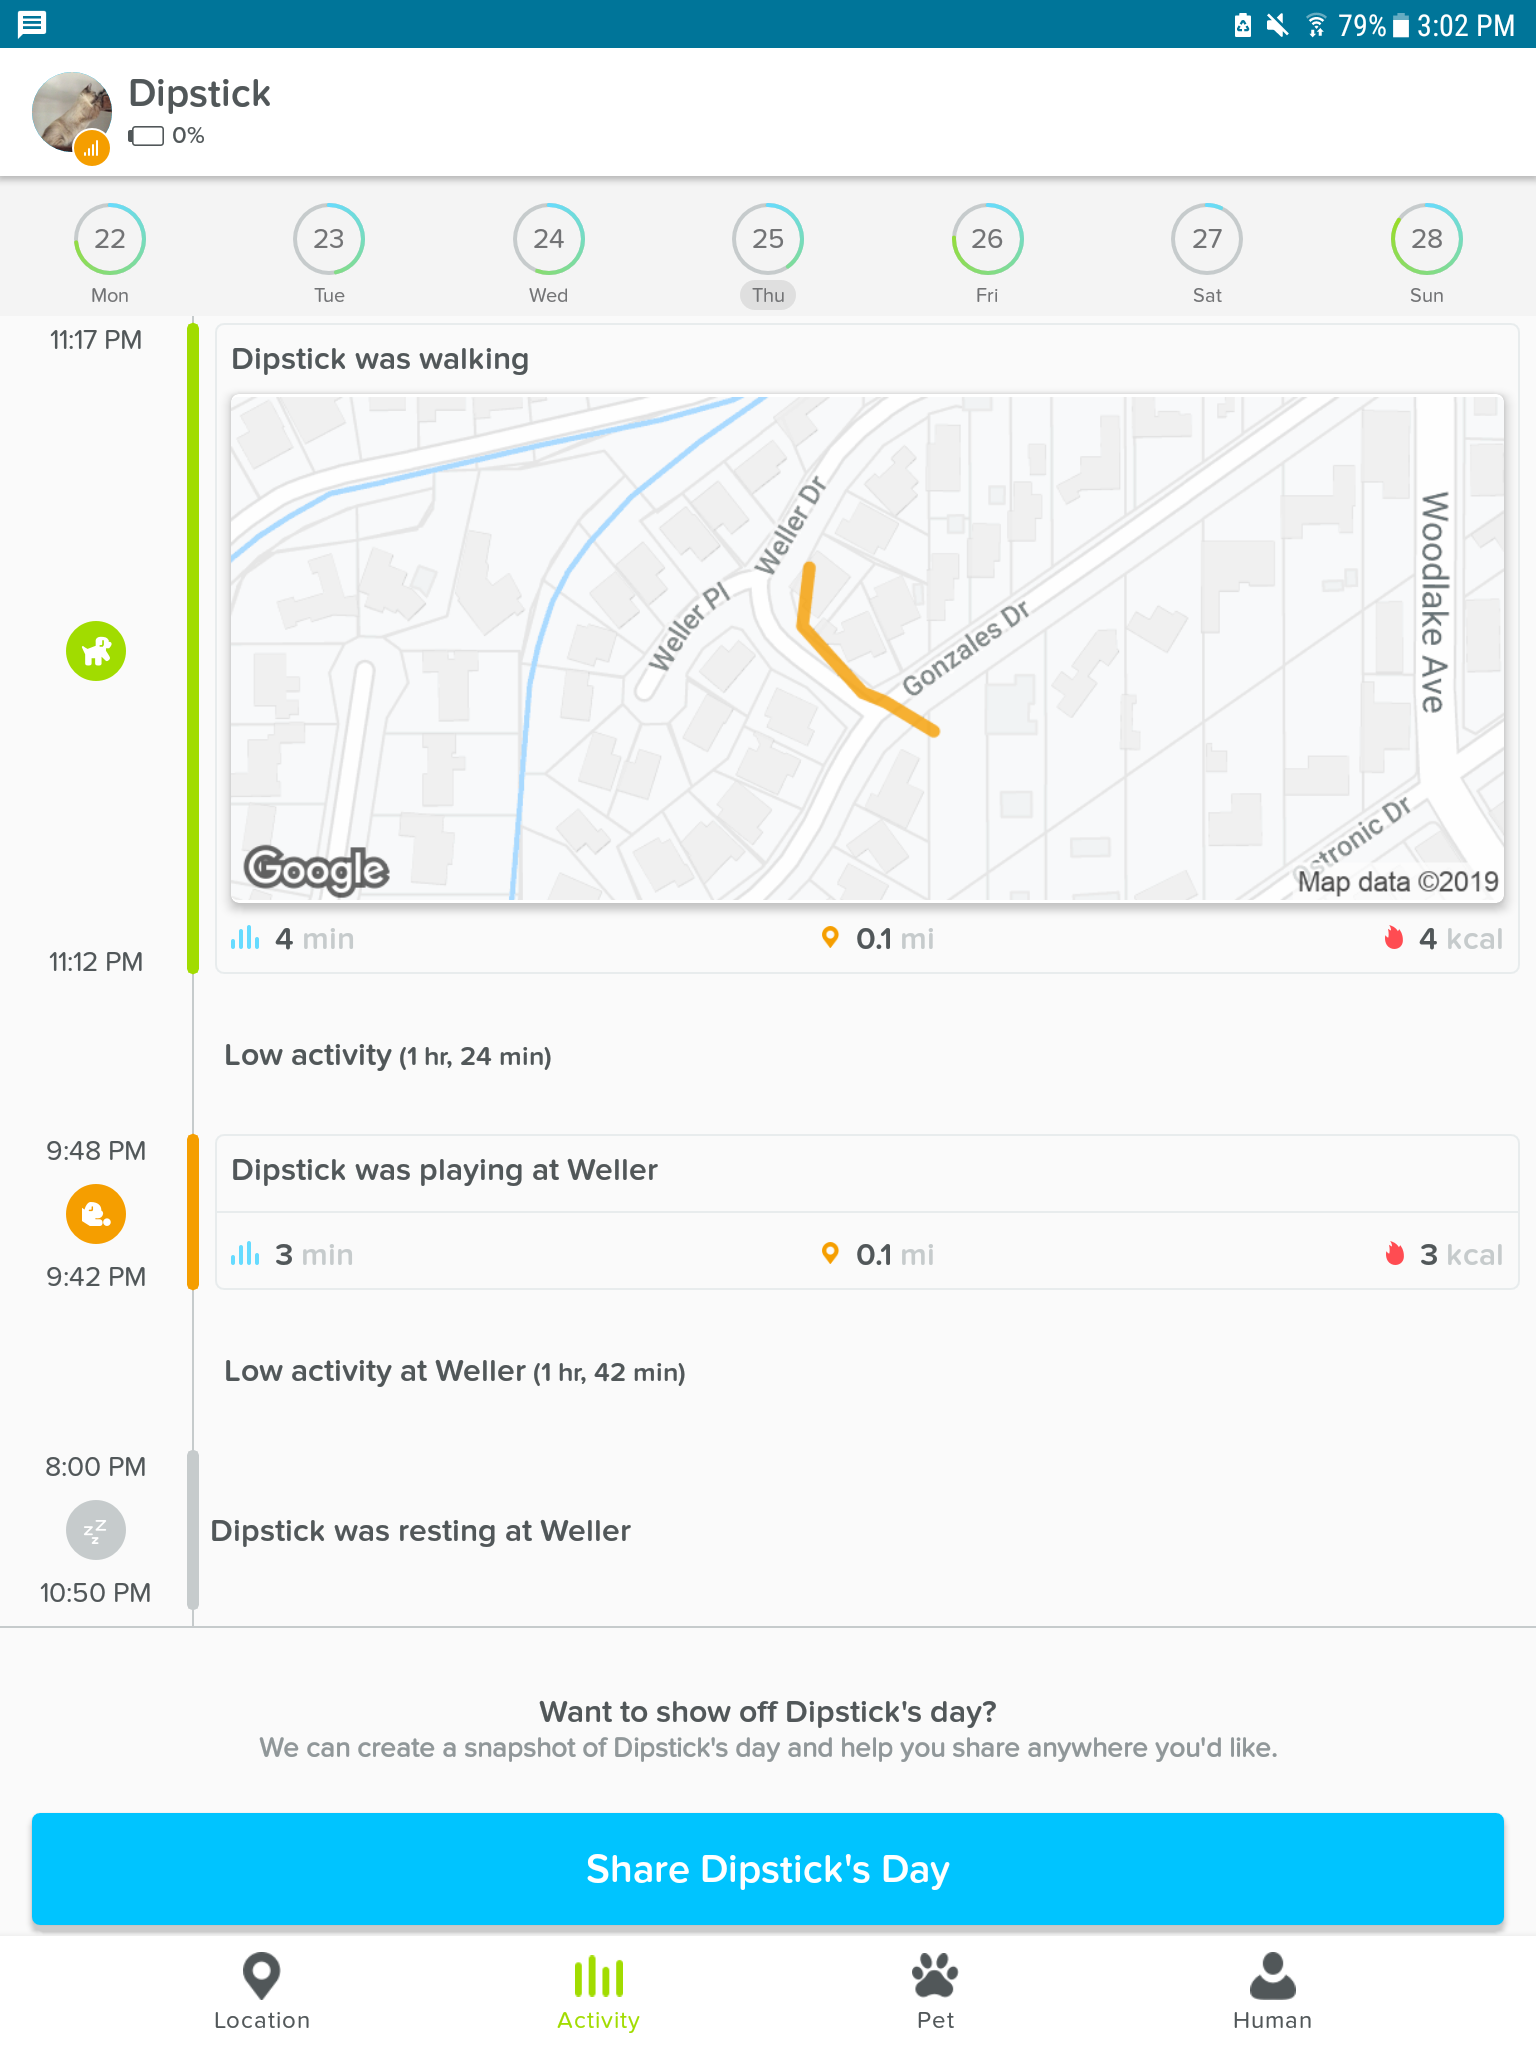 79% 3:02 PM
Dipstick
0%
22 23 24 25 26 27 28
Mon Tue Wed Thu Fri Sat Sun
11:17 PM
Dipstick was walking
Weller Dr
Weller Pl
Gonzales Dr
Woodlake Ave
Google
Map data ©2019
4 min 0.1 mi 4 kcal
11:12 PM
Low activity (1 hr, 24 min)
9:48 PM
Dipstick was playing at Weller
3 min 0.1 mi 3 kcal
9:42 PM
Low activity at Weller (1 hr, 42 min)
8:00 PM
Dipstick was resting at Weller
10:50 PM
Want to show off Dipstick's day?
We can create a snapshot of Dipstick's day and help you share anywhere you'd like.
Share Dipstick's Day
Location Activity Pet Human